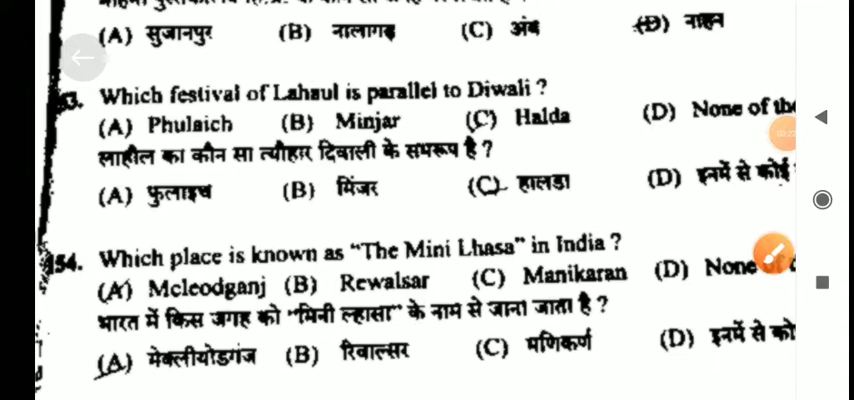 (A) सुजानपुर (B) नालागढ़ (C) अंब (D) नाहन
53. Which festival of Lahaul is parallel to Diwali ?
(A) Phulaich (B) Minjar (C) Halda (D) None of the
लाहौल का कौन सा त्यौहार दिवाली के समरूप है ?
(A) फुलाइच (B) मिंजर (C) हालडा (D) इनमें से कोई
154. Which place is known as “The Mini Lhasa” in India ?
(A) Mcleodganj (B) Rewalsar (C) Manikaran (D) None
भारत में किस जगह को “मिनी ल्हासा” के नाम से जाना जाता है ?
(A) मेक्लीयोडगंज (B) रिवाल्सर (C) मणिकर्ण (D) इनमें से को